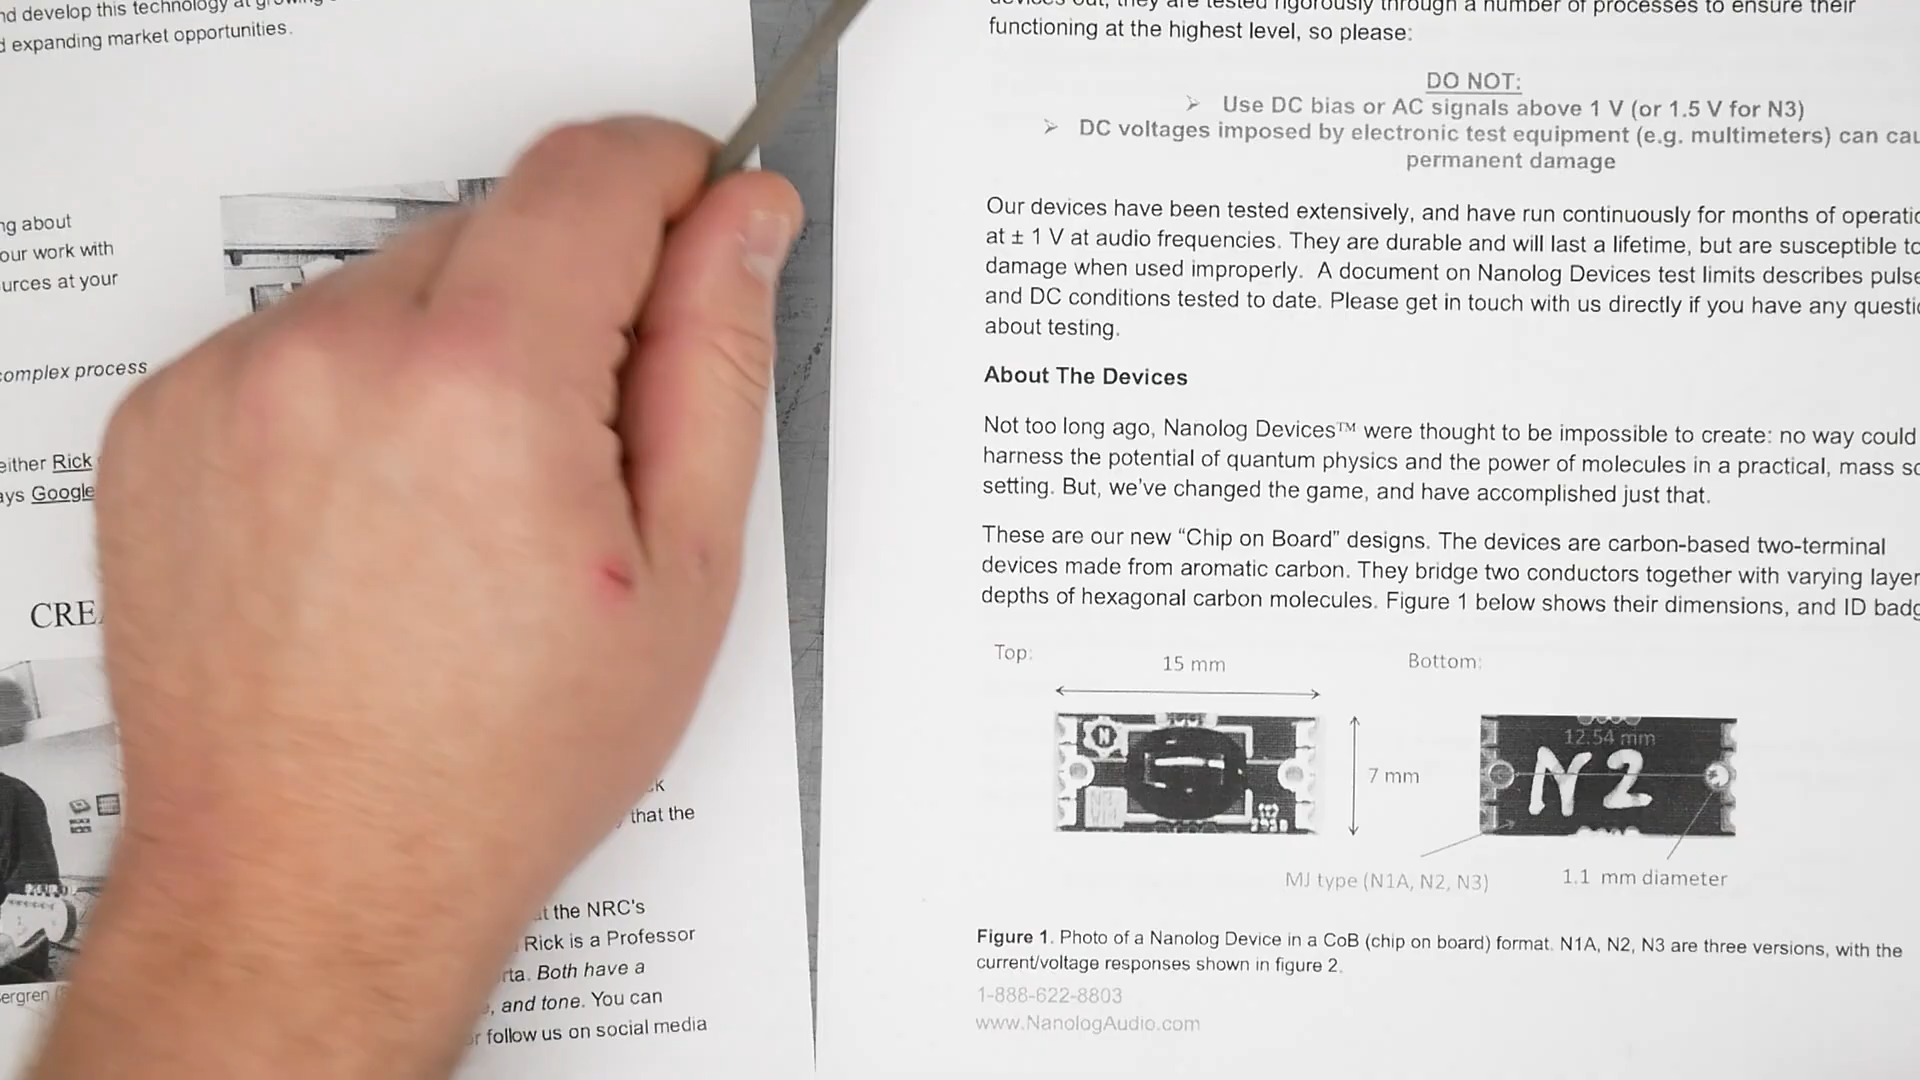 nd develop this technology at
d expanding market opportunities.
ng about
our work with
urces at your
complex process
either Rick
ays Google
CRE
ck
that the
at the NRC's
Rick is a Professor
rta. Both have a
, and tone. You can
or follow us on social media
ergren
devices out, they are tested rigorously through a number of processes to ensure their
functioning at the highest level, so please:
DO NOT:
➢ Use DC bias or AC signals above 1 V (or 1.5 V for N3)
➢ DC voltages imposed by electronic test equipment (e.g. multimeters) can cau
permanent damage
Our devices have been tested extensively, and have run continuously for months of operatio
at ± 1 V at audio frequencies. They are durable and will last a lifetime, but are susceptible to
damage when used improperly. A document on Nanolog Devices test limits describes pulse
and DC conditions tested to date. Please get in touch with us directly if you have any questio
about testing.
About The Devices
Not too long ago, Nanolog Devices™ were thought to be impossible to create: no way could
harness the potential of quantum physics and the power of molecules in a practical, mass sc
setting. But, we've changed the game, and have accomplished just that.
These are our new “Chip on Board” designs. The devices are carbon-based two-terminal
devices made from aromatic carbon. They bridge two conductors together with varying layer
depths of hexagonal carbon molecules. Figure 1 below shows their dimensions, and ID badg
Top:
15 mm
Bottom:
N
7 mm
12.54 mm
N2
MJ type (N1A, N2, N3)
1.1 mm diameter
Figure 1. Photo of a Nanolog Device in a CoB (chip on board) format. N1A, N2, N3 are three versions, with the
current/voltage responses shown in figure 2.
1-888-622-8803
www.NanologAudio.com